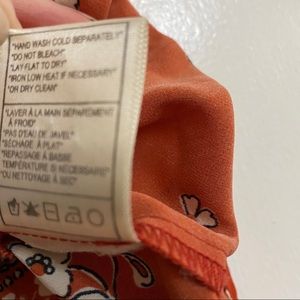 "HAND WASH COLD SEPARATELY"
"DO NOT BLEACH"
"LAY FLAT TO DRY"
"IRON LOW HEAT IF NECESSARY"
"OR DRY CLEAN"
"LAVER À LA MAIN SÉPARÉMENT
À FROID"
"PAS D'EAU DE JAVEL"
"SÉCHAGE À PLAT"
"REPASSAGE À BASSE
TEMPÉRATURE SI NÉCESSAIRE"
"OU NETTOYAGE À SEC"